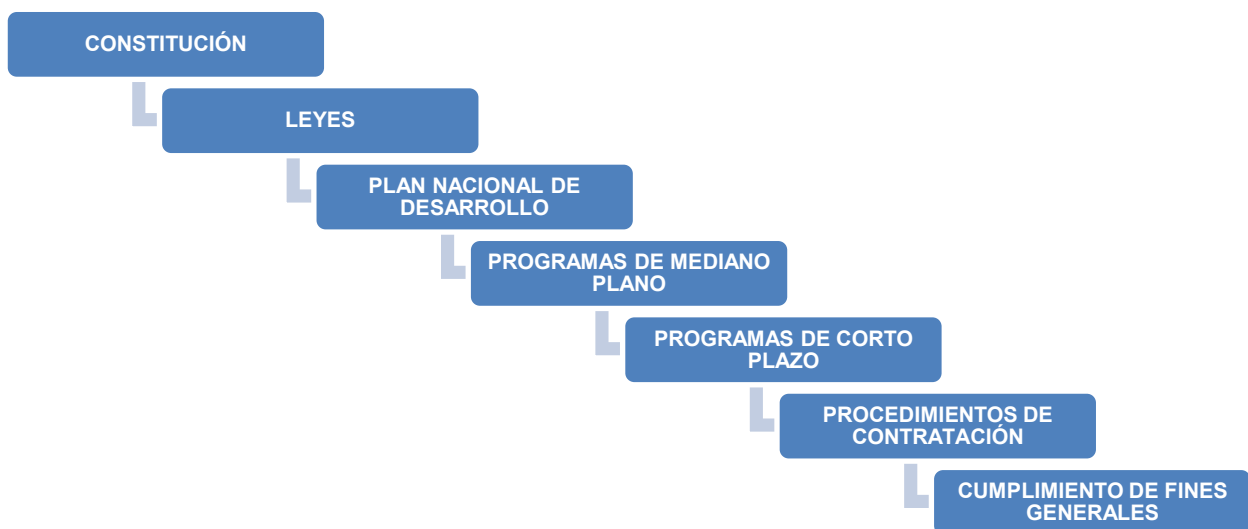 CONSTITUCIÓN
LEYES
PLAN NACIONAL DE
DESARROLLO
PROGRAMAS DE MEDIANO
PLANO
PROGRAMAS DE CORTO
PLAZO
PROCEDIMIENTOS DE
CONTRATACIÓN
CUMPLIMIENTO DE FINES
GENERALES